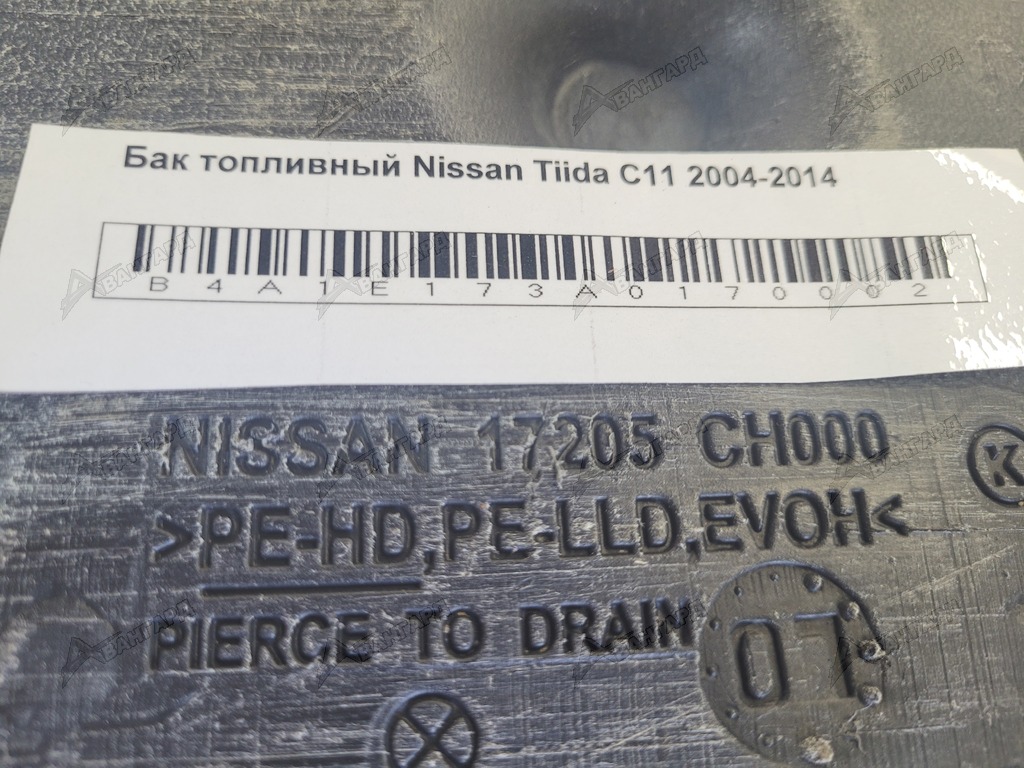 Бак топливный Nissan Tiida C11 2004-2014
B4A1E173A0170002
NISSAN 17205 CH000
K
>PE-HD,PE-LLD,EVOH<
PIERCE TO DRAIN
07
АВАНГАРД